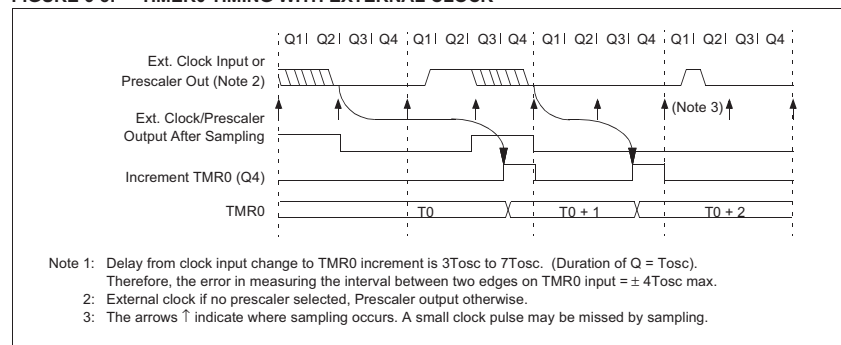 FIGURE 6-3: TIMER0 TIMING WITH EXTERNAL CLOCK
Q1| Q2| Q3| Q4 Q1| Q2| Q3| Q4 Q1| Q2| Q3| Q4 Q1| Q2| Q3| Q4
Ext. Clock Input or
Prescaler Out (Note 2)
(Note 3)
Ext. Clock/Prescaler
Output After Sampling
Increment TMR0 (Q4)
TMR0 T0 T0 + 1 T0 + 2
Note 1: Delay from clock input change to TMR0 increment is 3Tosc to 7Tosc. (Duration of Q = Tosc).
Therefore, the error in measuring the interval between two edges on TMR0 input = ± 4Tosc max.
2: External clock if no prescaler selected, Prescaler output otherwise.
3: The arrows ↑ indicate where sampling occurs. A small clock pulse may be missed by sampling.